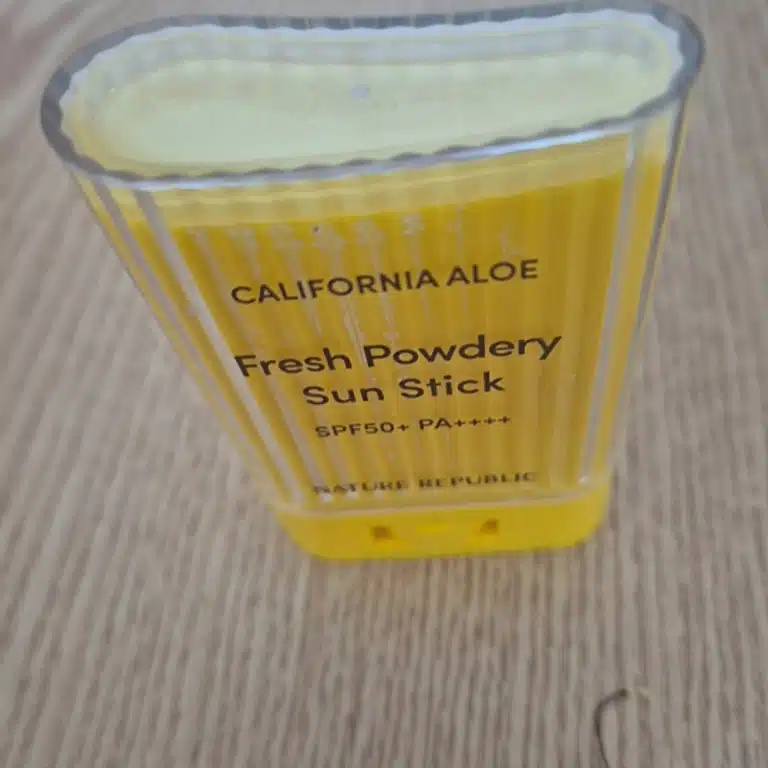 CALIFORNIA ALOE
Fresh Powdery
Sun Stick
SPF50+ PA++++
NATURE REPUBLIC